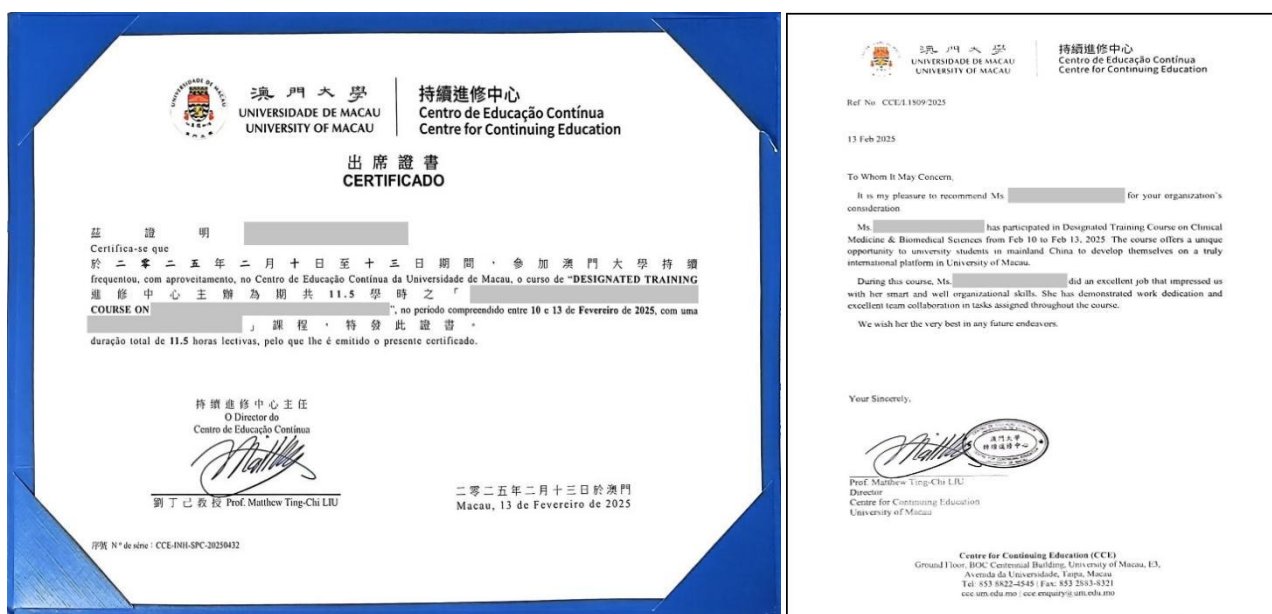 澳門大學
UNIVERSIDADE DE MACAU
UNIVERSITY OF MACAU
持續進修中心
Centro de Educação Contínua
Centre for Continuing Education
出席證書
CERTIFICADO
茲證明
Certifica-se que
於二零二五年二月十日至十三日期間，參加澳門大學持續
frequentou, com aproveitamento, no Centro de Educação Contínua da Universidade de Macau, o curso de “DESIGNATED TRAINING
進修中心主辦為期共11.5學時之「
COURSE ON ”, no período compreendido entre 10 e 13 de Fevereiro de 2025, com uma
」課程，特發此證書。
duração total de 11.5 horas lectivas, pelo que lhe é emitido o presente certificado.
持續進修中心主任
O Director do
Centro de Educação Contínua
劉丁己教授 Prof. Matthew Ting-Chi LIU
二零二五年二月十三日於澳門
Macau, 13 de Fevereiro de 2025
序號 Nº de série : CCE-INH-SPC-20250432
澳門大學
UNIVERSIDADE DE MACAU
UNIVERSITY OF MACAU
持續進修中心
Centro de Educação Contínua
Centre for Continuing Education
Ref No. CCE/L1809/2025
13 Feb 2025
To Whom It May Concern,
It is my pleasure to recommend Ms. for your organization's
consideration.
Ms. has participated in Designated Training Course on Clinical
Medicine & Biomedical Sciences from Feb 10 to Feb 13, 2025. The course offers a unique
opportunity to university students in mainland China to develop themselves on a truly
international platform in University of Macau.
During this course, Ms. did an excellent job that impressed us
with her smart and well organizational skills. She has demonstrated work dedication and
excellent team collaboration in tasks assigned throughout the course.
We wish her the very best in any future endeavors.
Your Sincerely,
澳門大學
持續進修中心
Prof. Matthew Ting-Chi LIU
Director
Centre for Continuing Education
University of Macau
Centre for Continuing Education (CCE)
Ground Floor, BOC Centennial Building, University of Macau, E3,
Avenida da Universidade, Taipa, Macau
Tel: 853 8822-4545 | Fax: 853 2883-8321
cce.um.edu.mo | cce.enquiry@um.edu.mo